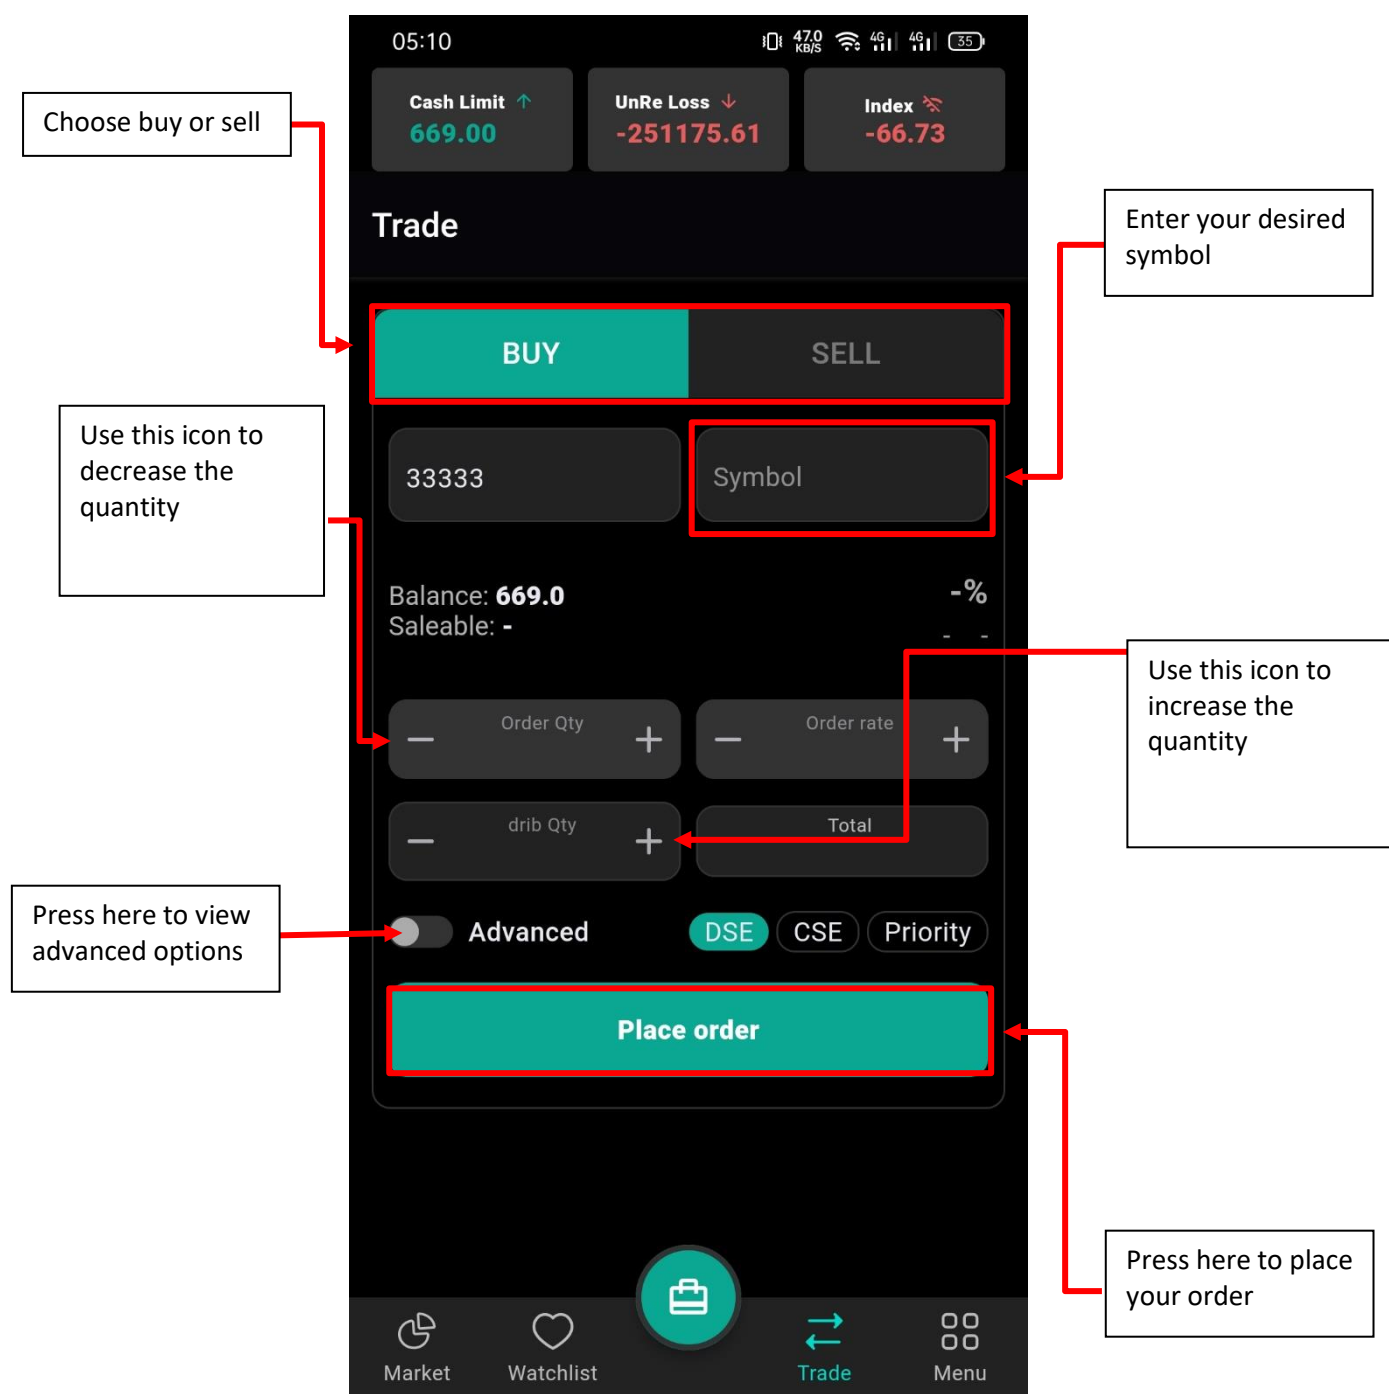 05:10
47.0
KB/S
4G
4G
35
Cash Limit
669.00
UnRe Loss
-251175.61
Index
-66.73
Choose buy or sell
Trade
Enter your desired
symbol
BUY
SELL
Use this icon to
decrease the
quantity
33333
Symbol
Balance: 669.0
Saleable: -
-%
- -
Use this icon to
increase the
quantity
Order Qty
Order rate
drib Qty
Total
Press here to view
advanced options
Advanced
DSE
CSE
Priority
Place order
Press here to place
your order
Market
Watchlist
Trade
Menu